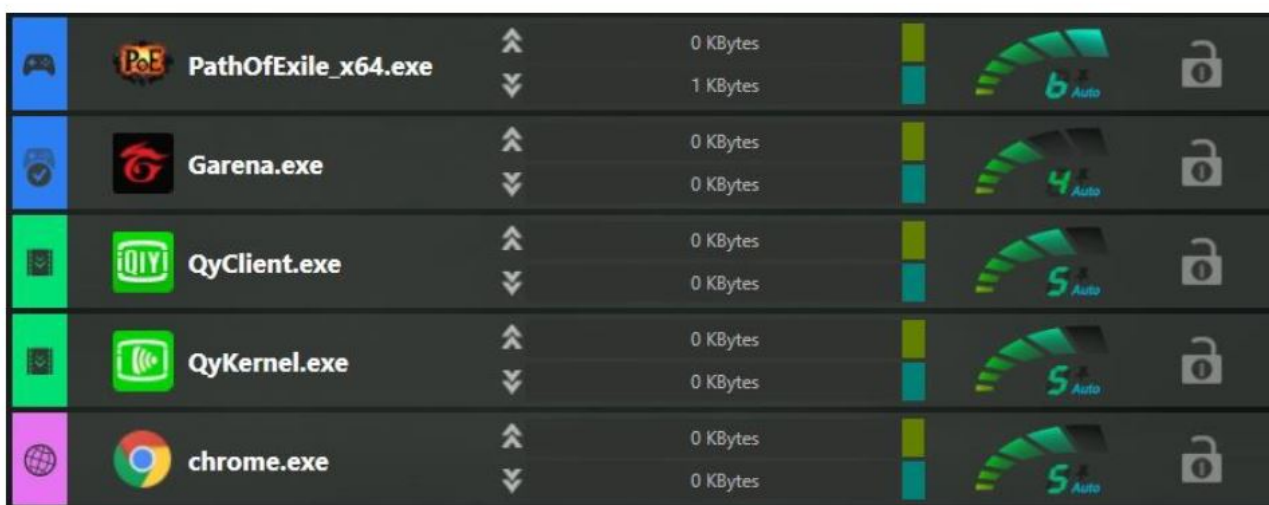 PoE PathOfExile_x64.exe 0 KBytes
1 KBytes 6 Auto
Garena.exe 0 KBytes
0 KBytes 4 Auto
iQIYI QyClient.exe 0 KBytes
0 KBytes 5 Auto
QyKernel.exe 0 KBytes
0 KBytes 5 Auto
chrome.exe 0 KBytes
0 KBytes 5 Auto